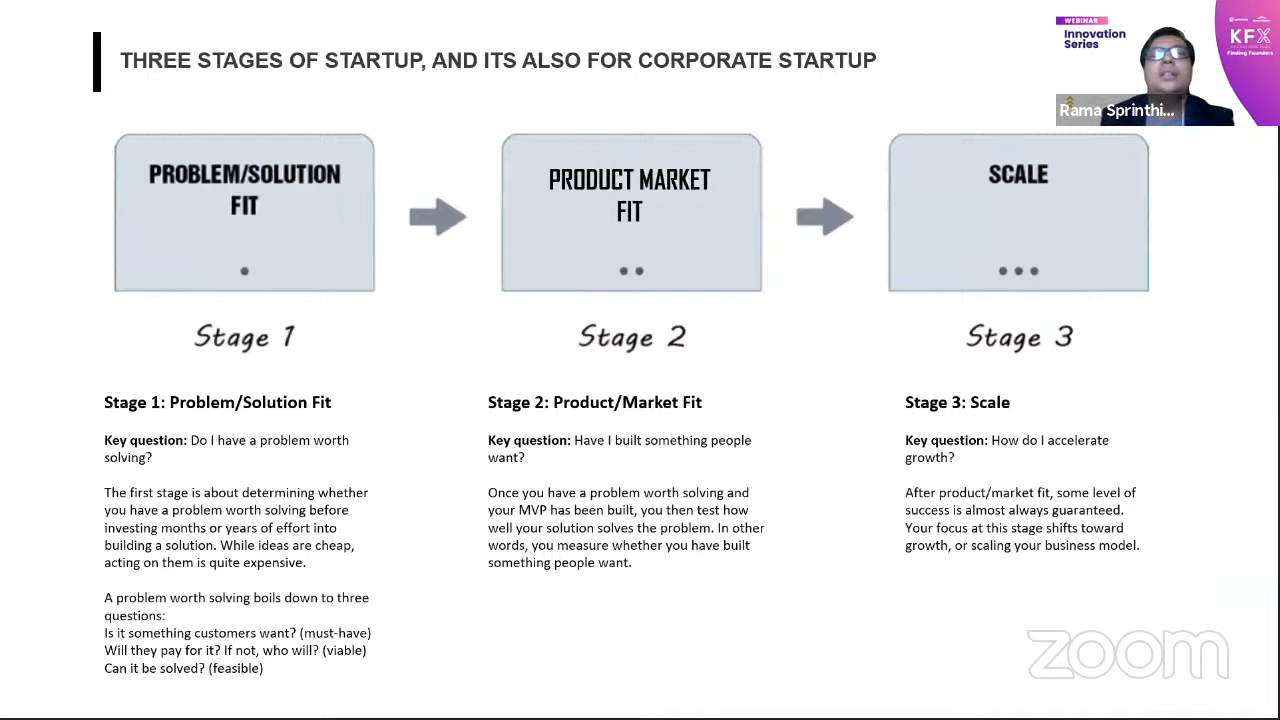 THREE STAGES OF STARTUP, AND ITS ALSO FOR CORPORATE STARTUP
WEBINAR
Innovation
Series
KFX
Finding Founders
Rama Sprinthi...
PROBLEM/SOLUTION
FIT
PRODUCT MARKET
FIT
SCALE
Stage 1
Stage 2
Stage 3
Stage 1: Problem/Solution Fit
Key question: Do I have a problem worth
solving?
The first stage is about determining whether
you have a problem worth solving before
investing months or years of effort into
building a solution. While ideas are cheap,
acting on them is quite expensive.
A problem worth solving boils down to three
questions:
Is it something customers want? (must-have)
Will they pay for it? If not, who will? (viable)
Can it be solved? (feasible)
Stage 2: Product/Market Fit
Key question: Have I built something people
want?
Once you have a problem worth solving and
your MVP has been built, you then test how
well your solution solves the problem. In other
words, you measure whether you have built
something people want.
Stage 3: Scale
Key question: How do I accelerate
growth?
After product/market fit, some level of
success is almost always guaranteed.
Your focus at this stage shifts toward
growth, or scaling your business model.
zoom